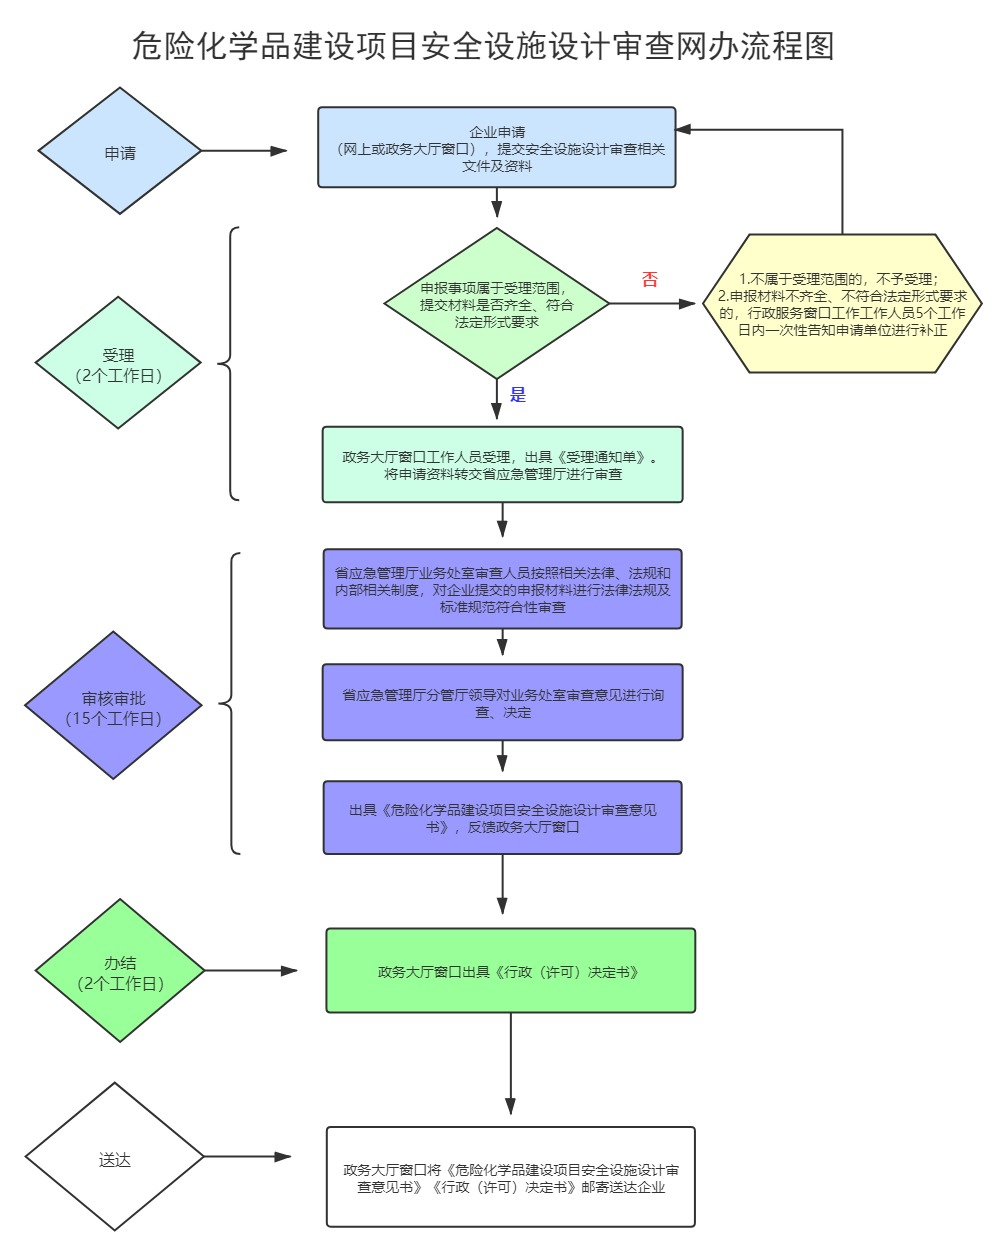 危险化学品建设项目安全设施设计审查网办流程图
申请
企业申请
（网上或政务大厅窗口），提交安全设施设计审查相关
文件及资料
申报事项属于受理范围，
提交材料是否齐全、符合
法定形式要求
否
1.不属于受理范围的，不予受理；
2.申报材料不齐全、不符合法定形式要求
的，行政服务窗口工作工作人员5个工作
日内一次性告知申请单位进行补正
受理
（2个工作日）
是
政务大厅窗口工作人员受理，出具《受理通知单》。
将申请资料转交省应急管理厅进行审查
省应急管理厅业务处室审查人员按照相关法律、法规和
内部相关制度，对企业提交的申报材料进行法律法规及
标准规范符合性审查
审核审批
（15个工作日）
省应急管理厅分管厅领导对业务处室审查意见进行询
查、决定
出具《危险化学品建设项目安全设施设计审查意见
书》，反馈政务大厅窗口
办结
（2个工作日）
政务大厅窗口出具《行政（许可）决定书》
送达
政务大厅窗口将《危险化学品建设项目安全设施设计审
查意见书》《行政（许可）决定书》邮寄送达企业